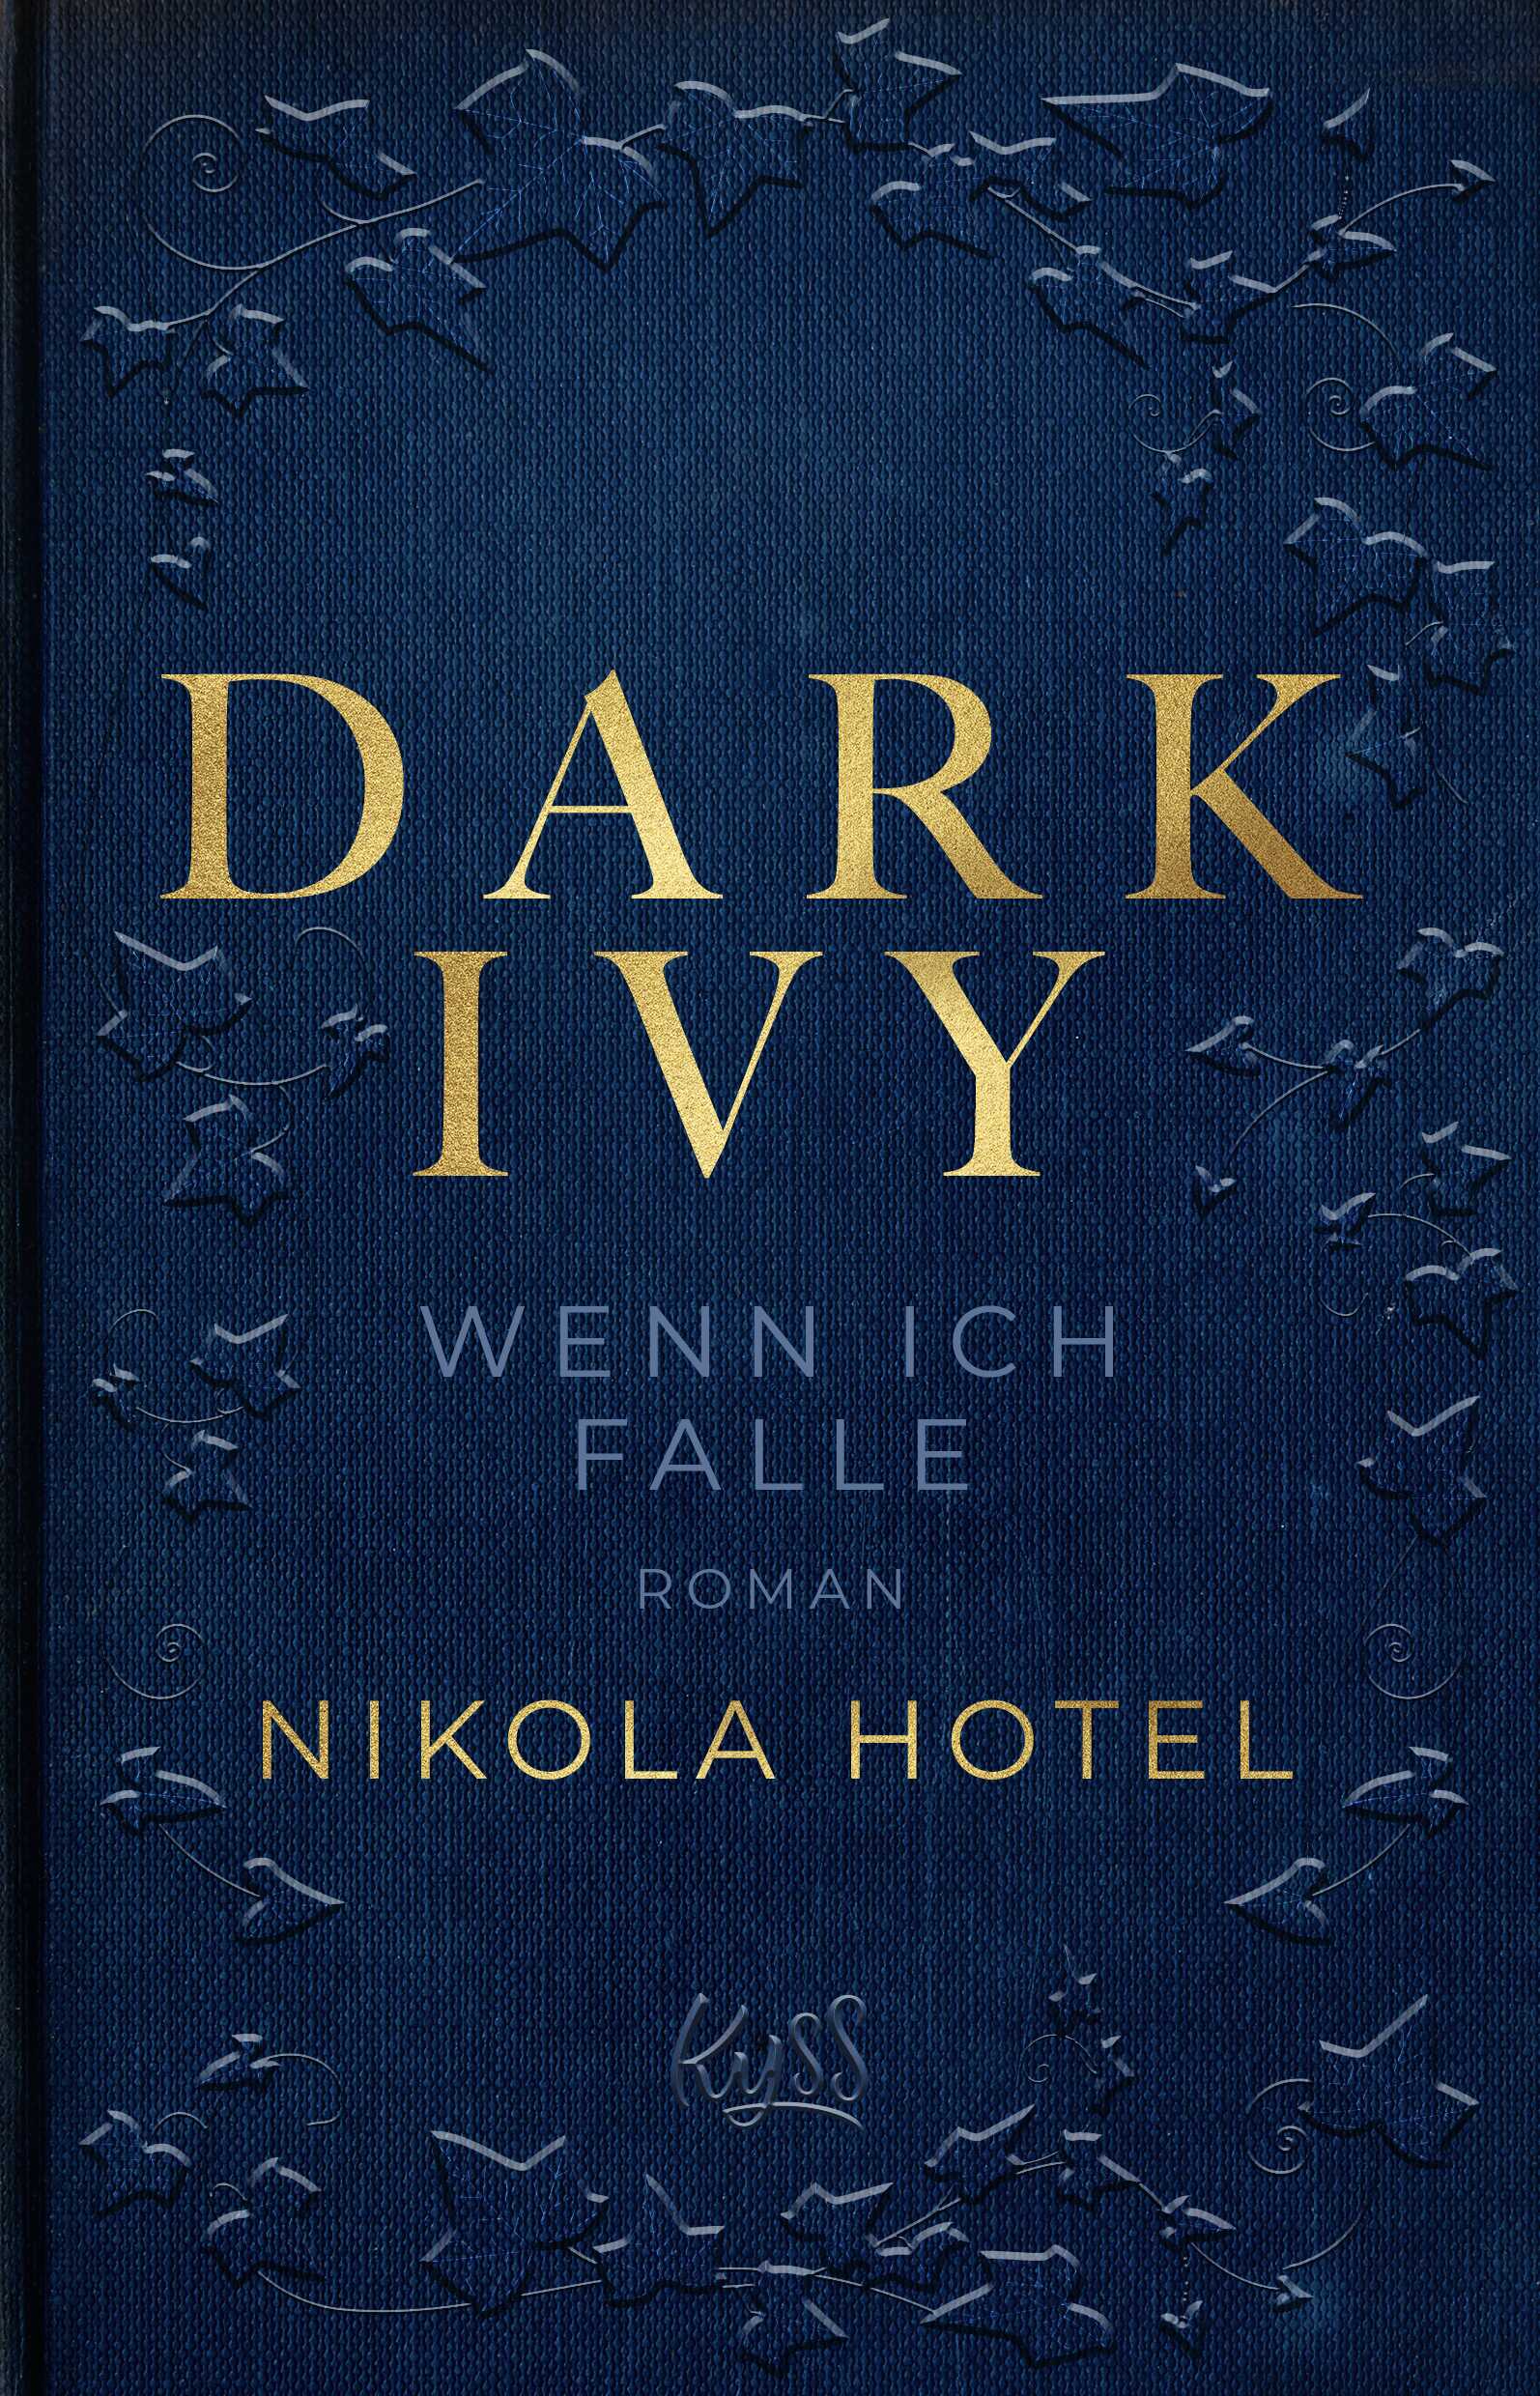 DARK
IVY
WENN ICH
FALLE
ROMAN
NIKOLA HOTEL
Kyss